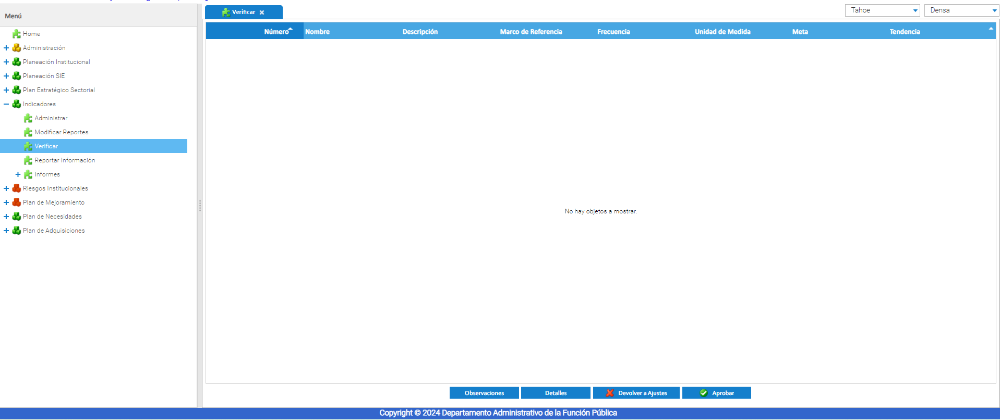 Menú
Home
Administración
Planeación Institucional
Planeación SIE
Plan Estratégico Sectorial
Indicadores
Administrar
Modificar Reportes
Verificar
Reportar Información
Informes
Riesgos Institucionales
Plan de Mejoramiento
Plan de Necesidades
Plan de Adquisiciones
Verificar
Tahoe Densa
Número Nombre Descripción Marco de Referencia Frecuencia Unidad de Medida Meta Tendencia
No hay objetos a mostrar.
Observaciones Detalles Devolver a Ajustes Aprobar
Copyright © 2024 Departamento Administrativo de la Función Pública